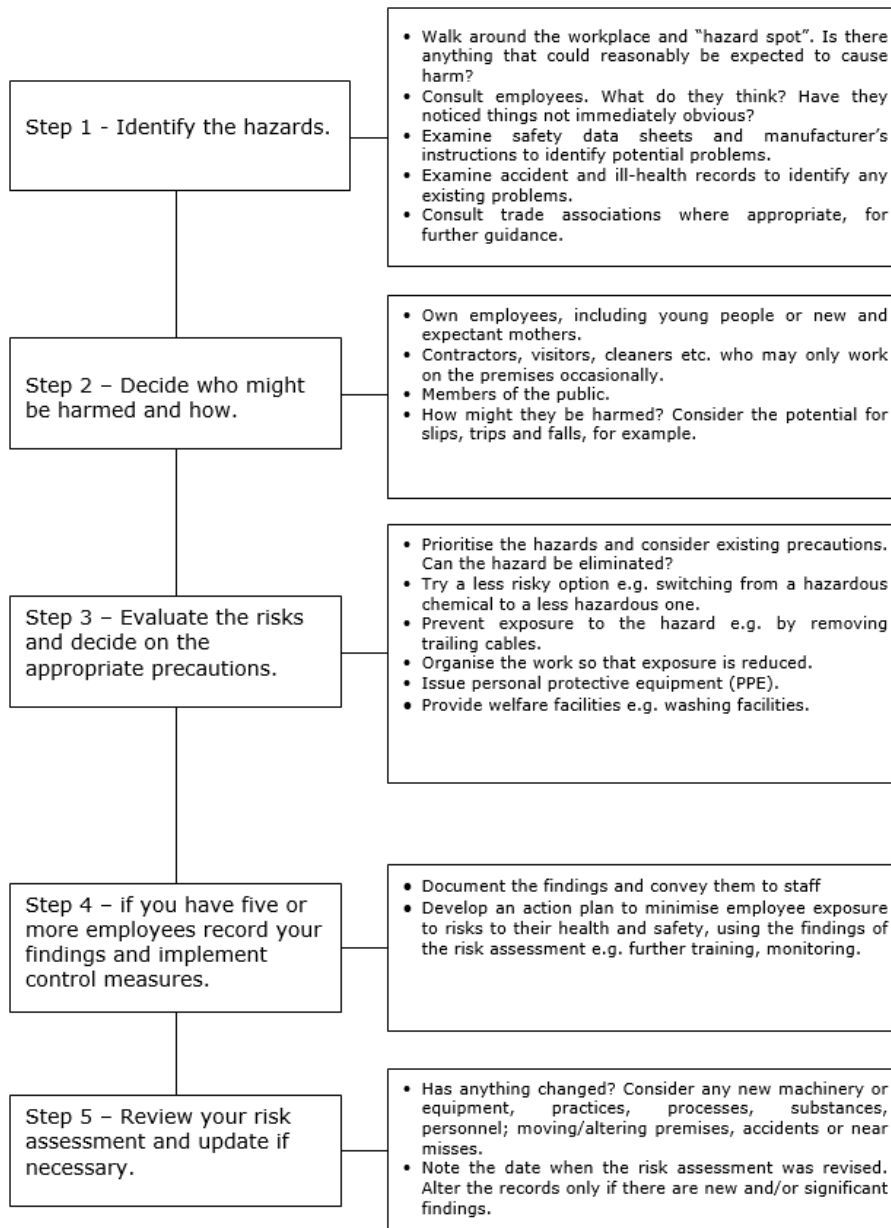 Step 1 - Identify the hazards.
• Walk around the workplace and “hazard spot”. Is there
anything that could reasonably be expected to cause
harm?
• Consult employees. What do they think? Have they
noticed things not immediately obvious?
• Examine safety data sheets and manufacturer’s
instructions to identify potential problems.
• Examine accident and ill-health records to identify any
existing problems.
• Consult trade associations where appropriate, for
further guidance.
Step 2 – Decide who might
be harmed and how.
• Own employees, including young people or new and
expectant mothers.
• Contractors, visitors, cleaners etc. who may only work
on the premises occasionally.
• Members of the public.
• How might they be harmed? Consider the potential for
slips, trips and falls, for example.
Step 3 – Evaluate the risks
and decide on the
appropriate precautions.
• Prioritise the hazards and consider existing precautions.
Can the hazard be eliminated?
• Try a less risky option e.g. switching from a hazardous
chemical to a less hazardous one.
• Prevent exposure to the hazard e.g. by removing
trailing cables.
• Organise the work so that exposure is reduced.
• Issue personal protective equipment (PPE).
• Provide welfare facilities e.g. washing facilities.
Step 4 – if you have five or
more employees record your
findings and implement
control measures.
• Document the findings and convey them to staff
• Develop an action plan to minimise employee exposure
to risks to their health and safety, using the findings of
the risk assessment e.g. further training, monitoring.
Step 5 – Review your risk
assessment and update if
necessary.
• Has anything changed? Consider any new machinery or
equipment, practices, processes, substances,
personnel; moving/altering premises, accidents or near
misses.
• Note the date when the risk assessment was revised.
Alter the records only if there are new and/or significant
findings.